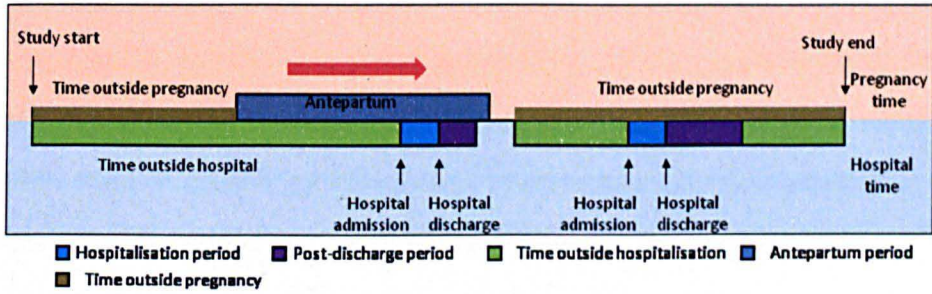 Study start
Study end
Time outside pregnancy
Time outside pregnancy
Pregnancy
time
Antepartum
Time outside hospital
Hospital
time
Hospital
admission
Hospital
discharge
Hospital
admission
Hospital
discharge
Hospitalisation period
Post-discharge period
Time outside hospitalisation
Antepartum period
Time outside pregnancy